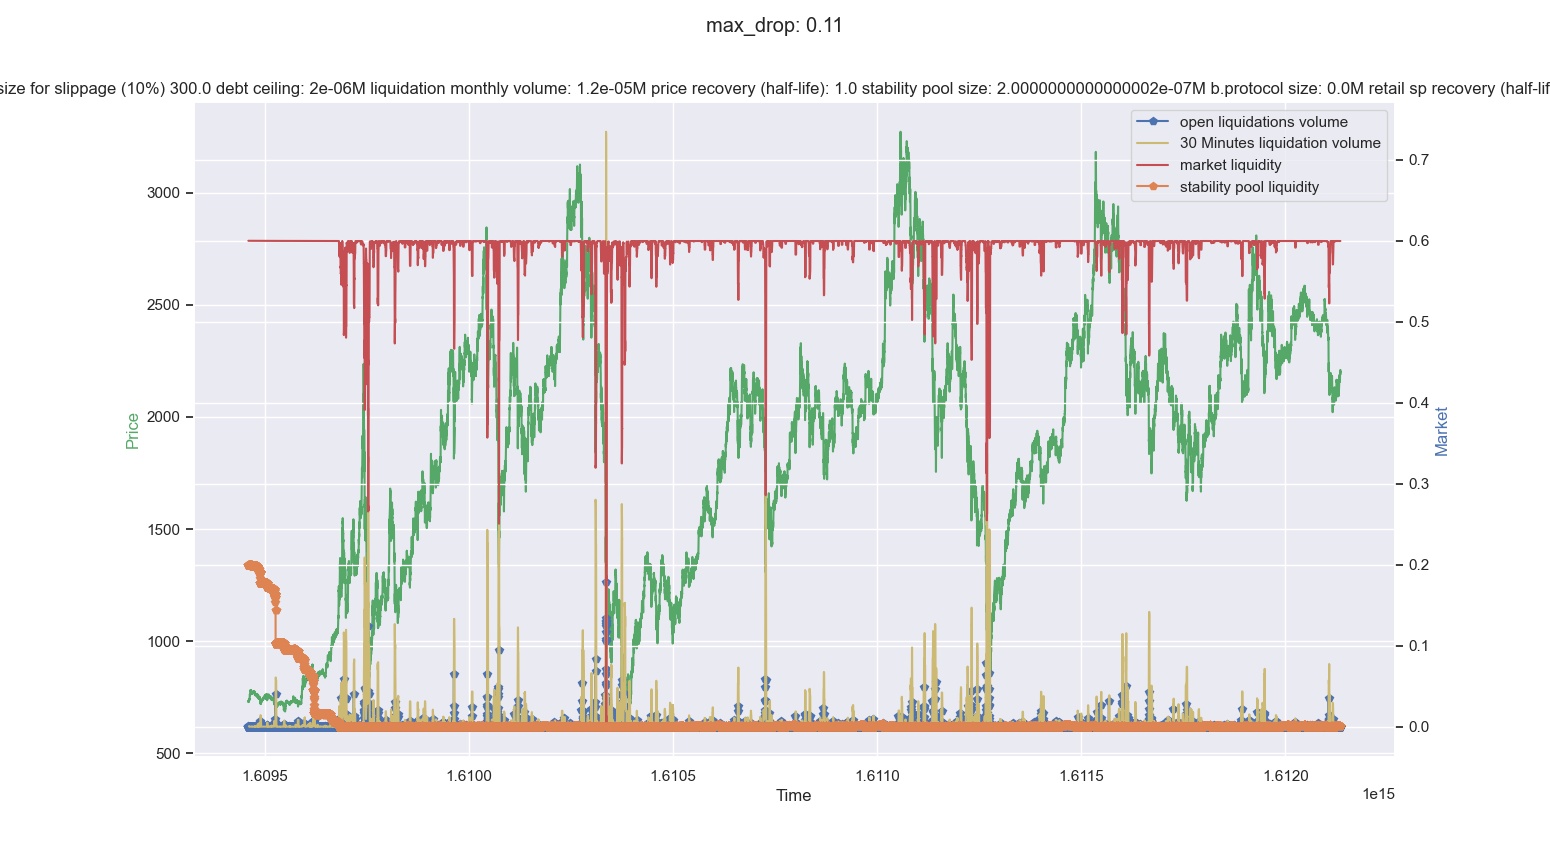 max_drop: 0.11
size for slippage (10%) 300.0 debt ceiling: 2e-06M liquidation monthly volume: 1.2e-05M price recovery (half-life): 1.0 stability pool size: 2.0000000000000002e-07M b.protocol size: 0.0M retail sp recovery (half-lif
open liquidations volume
30 Minutes liquidation volume
market liquidity
stability pool liquidity
3000
2500
2000
1500
1000
500
Price
0.7
0.6
0.5
0.4
0.3
0.2
0.1
0.0
Market
1.6095 1.6100 1.6105 1.6110 1.6115 1.6120
1e15
Time